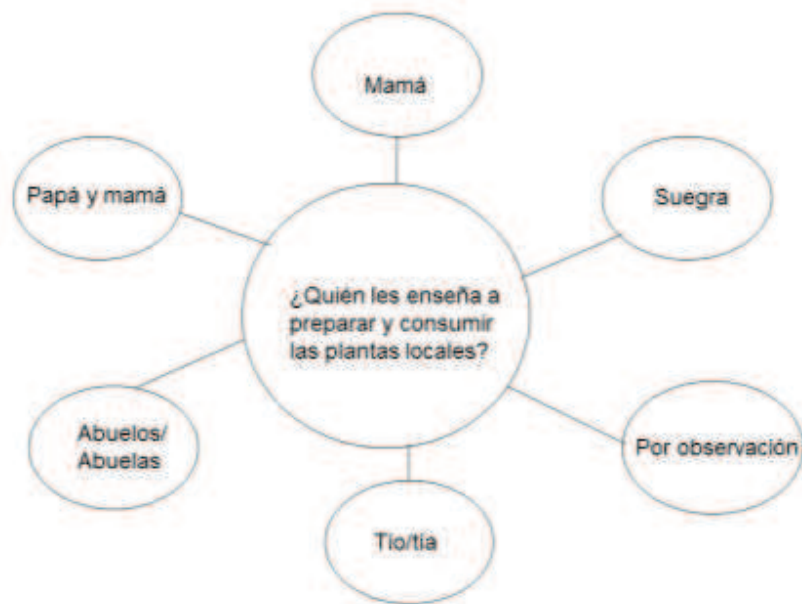 Mamá
Papá y mamá
Suegra
¿Quién les enseña a
preparar y consumir
las plantas locales?
Abuelos/
Abuelas
Por observación
Tío/tía